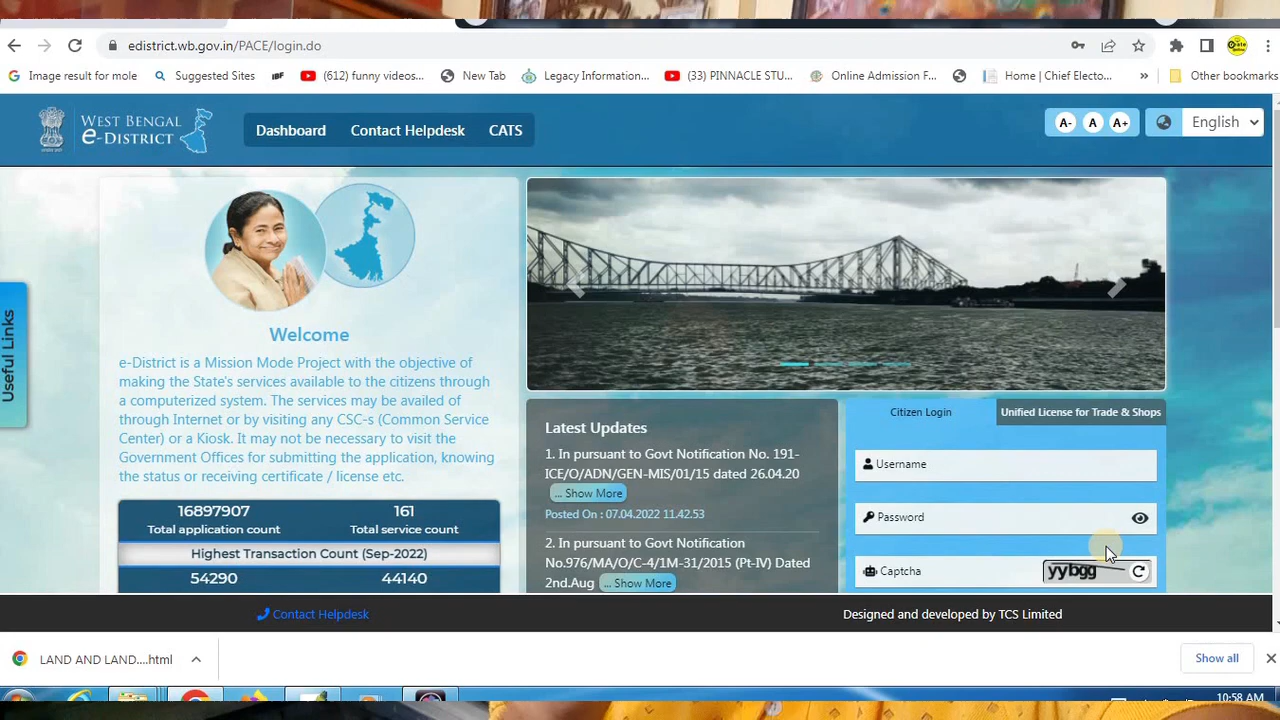 edistrict.wb.gov.in/PACE/login.do
Image result for mole
Suggested Sites
(612) funny videos...
New Tab
Legacy Information...
(33) PINNACLE STU...
Online Admission F...
Home | Chief Electo...
»
Other bookmarks
WEST BENGAL
e-DISTRICT
Dashboard
Contact Helpdesk
CATS
A-
A
A+
English
Useful Links
Welcome
e-District is a Mission Mode Project with the objective of
making the State's services available to the citizens through
a computerized system. The services may be availed of
through Internet or by visiting any CSC-s (Common Service
Center) or a Kiosk. It may not be necessary to visit the
Government Offices for submitting the application, knowing
the status or receiving certificate / license etc.
16897907
Total application count
161
Total service count
Highest Transaction Count (Sep-2022)
54290
44140
Latest Updates
1. In pursuant to Govt Notification No. 191-
ICE/O/ADN/GEN-MIS/01/15 dated 26.04.20
... Show More
Posted On : 07.04.2022 11.42.53
2. In pursuant to Govt Notification
No.976/MA/O/C-4/1M-31/2015 (Pt-IV) Dated
2nd.Aug ... Show More
Citizen Login
Unified License for Trade & Shops
Username
Password
Captcha
yybgg
Contact Helpdesk
Designed and developed by TCS Limited
LAND AND LAND....html
Show all
10:58 AM